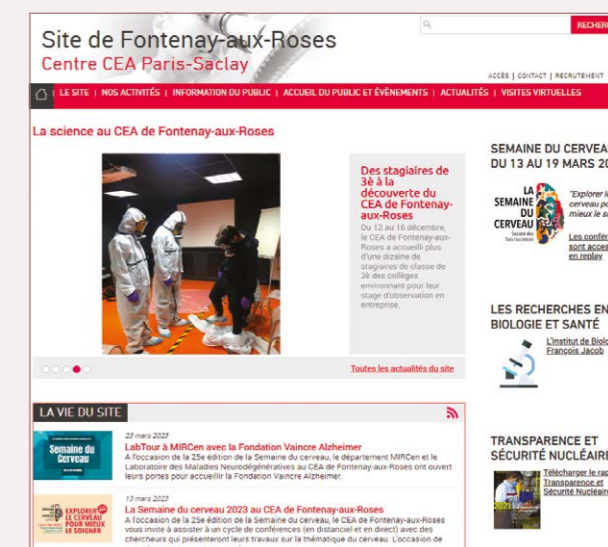 Site de Fontenay-aux-Roses
Centre CEA Paris-Saclay
ACCÈS | CONTACT | RECRUTEMENT
LE SITE | NOS ACTIVITÉS | INFORMATION DU PUBLIC | ACCUEIL DU PUBLIC ET ÉVÈNEMENTS | ACTUALITÉS | VISITES VIRTUELLES
La science au CEA de Fontenay-aux-Roses
Des stagiaires de
3è à la
découverte du
CEA de Fontenay-
aux-Roses
Du 12 au 16 décembre,
le CEA de Fontenay-aux-
Roses a accueilli plus
d'une dizaine de
stagiaires de classe de
3è des collèges
environnant pour leur
stage d'observation en
entreprise.
Toutes les actualités du site
LA VIE DU SITE
Semaine du
Cerveau
23 mars 2023
LabTour à MIRCen avec la Fondation Vaincre Alzheimer
A l'occasion de la 25e édition de la Semaine du cerveau, le département MIRCen et le
Laboratoire des Maladies Neurodégénératives au CEA de Fontenay-aux-Roses ont ouvert
leurs portes pour accueillir la Fondation Vaincre Alzheimer.
EXPLORER
LE CERVEAU
POUR MIEUX
LE SOIGNER
13 mars 2023
La Semaine du cerveau 2023 au CEA de Fontenay-aux-Roses
A l'occasion de la 25e édition de la Semaine du cerveau, le CEA de Fontenay-aux-Roses
vous invite à assister à un cycle de conférences (en distanciel et en direct) avec des
chercheurs qui présenteront leurs travaux sur la thématique du cerveau. L'occasion de
SEMAINE DU CERVEAU
DU 13 AU 19 MARS 20
LA
SEMAINE
DU
CERVEAU
"Explorer le
cerveau po
mieux le so
Les confér
sont acces
en replay
LES RECHERCHES EN
BIOLOGIE ET SANTÉ
L'Institut de Biolo
François Jacob
TRANSPARENCE ET
SÉCURITÉ NUCLÉAIRE
2021
Télécharger le rap
Transparence et
Sécurité Nucléaire